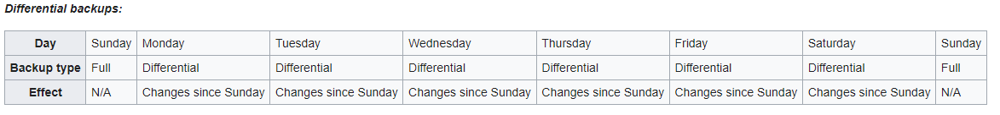 Differential backups:
Day Sunday Monday Tuesday Wednesday Thursday Friday Saturday Sunday
Backup type Full Differential Differential Differential Differential Differential Differential Full
Effect N/A Changes since Sunday Changes since Sunday Changes since Sunday Changes since Sunday Changes since Sunday Changes since Sunday N/A